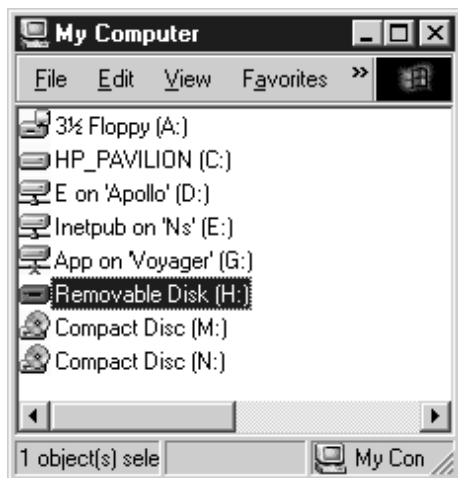 My Computer
File Edit View Favorites »
3½ Floppy (A:)
HP_PAVILION (C:)
E on 'Apollo' (D:)
Inetpub on 'Ns' (E:)
App on 'Voyager' (G:)
Removable Disk (H:)
Compact Disc (M:)
Compact Disc (N:)
1 object(s) sele My Con